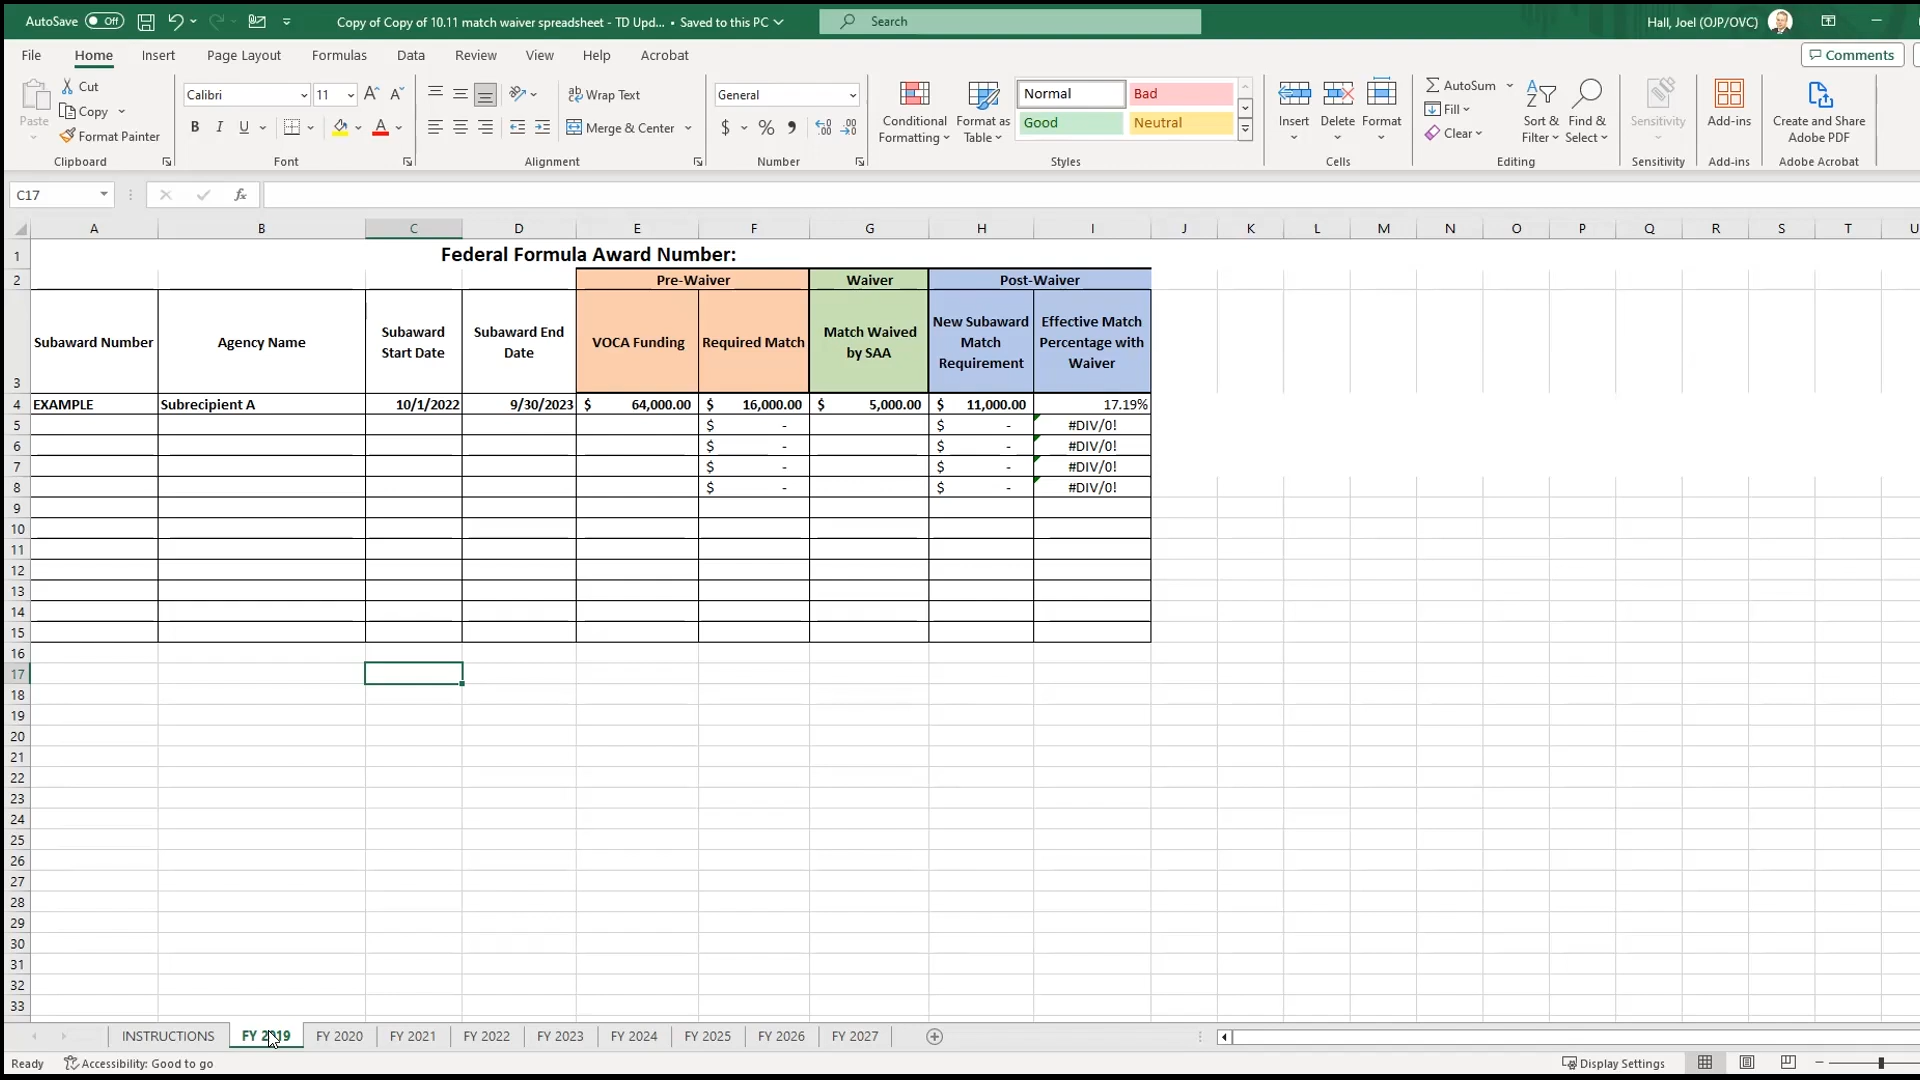 AutoSave Off Copy of Copy of 10.11 match waiver spreadsheet - TD Upd... • Saved to this PC Search Hall, Joel (OJP/OVC)
File Home Insert Page Layout Formulas Data Review View Help Acrobat Comments
Paste Cut Copy Format Painter Clipboard
Calibri 11 A A B I U A Font
ab Wrap Text Merge & Center Alignment
General $ % , Number
Conditional Formatting Format as Table Normal Bad Good Neutral Styles
Insert Delete Format Cells
AutoSum Fill Clear Sort & Filter Find & Select Editing
Sensitivity Sensitivity
Add-ins Add-ins
Create and Share Adobe PDF Adobe Acrobat
C17 fx
A B C D E F G H I J K L M N O P Q R S T U
1 Federal Formula Award Number:
2 Pre-Waiver Waiver Post-Waiver
3 Subaward Number Agency Name Subaward Start Date Subaward End Date VOCA Funding Required Match Match Waived by SAA New Subaward Match Requirement Effective Match Percentage with Waiver
4 EXAMPLE Subrecipient A 10/1/2022 9/30/2023 $ 64,000.00 $ 16,000.00 $ 5,000.00 $ 11,000.00 17.19%
5 $ - $ - #DIV/0!
6 $ - $ - #DIV/0!
7 $ - $ - #DIV/0!
8 $ - $ - #DIV/0!
9
10
11
12
13
14
15
16
17
18
19
20
21
22
23
24
25
26
27
28
29
30
31
32
33
INSTRUCTIONS FY 2019 FY 2020 FY 2021 FY 2022 FY 2023 FY 2024 FY 2025 FY 2026 FY 2027
Ready Accessibility: Good to go Display Settings